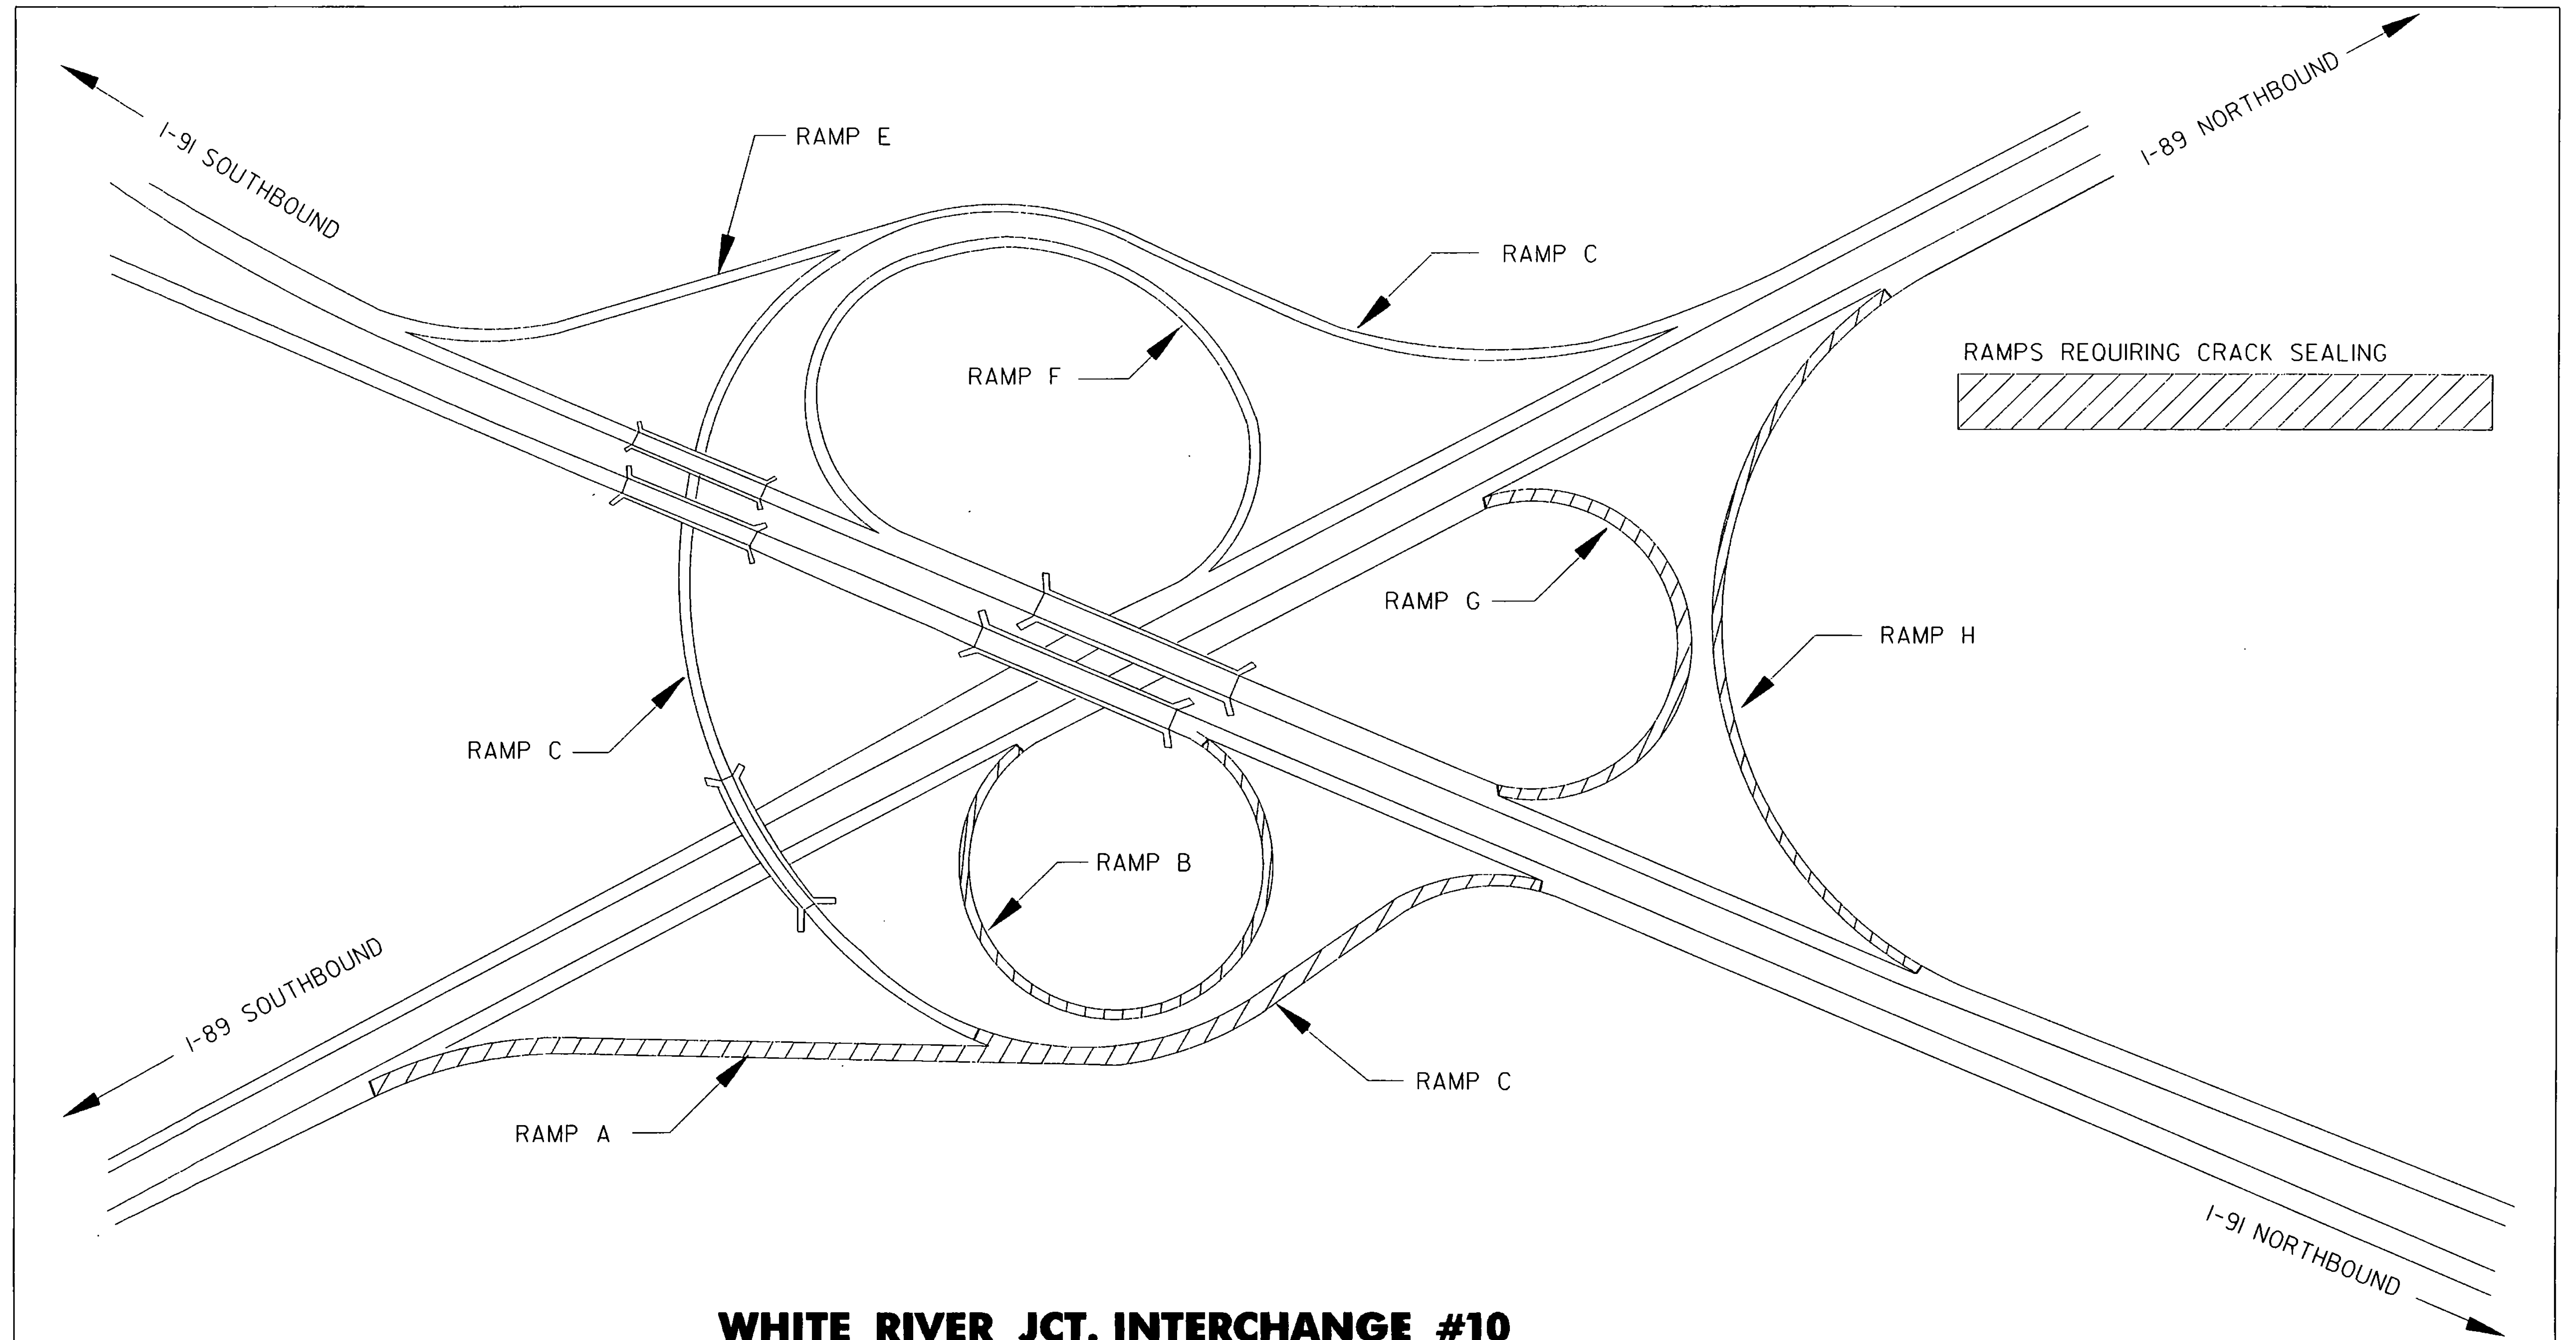 I-91 SOUTHBOUND
I-89 NORTHBOUND
RAMP E
RAMP C
RAMP F
RAMPS REQUIRING CRACK SEALING
RAMP G
RAMP H
RAMP C
RAMP B
I-89 SOUTHBOUND
RAMP C
RAMP A
I-91 NORTHBOUND
WHITE RIVER JCT. INTERCHANGE #10